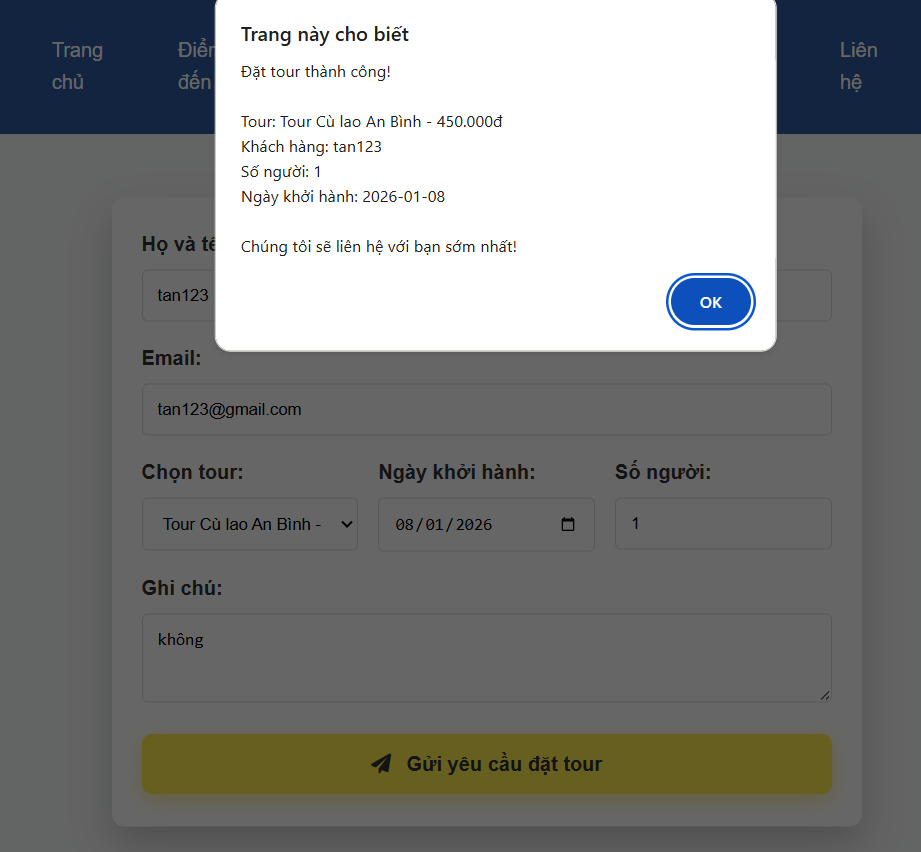 Trang chủ
đến
Liên hệ
Trang này cho biết
Đặt tour thành công!
Tour: Tour Cù lao An Bình - 450.000đ
Khách hàng: tan123
Số người: 1
Ngày khởi hành: 2026-01-08
Chúng tôi sẽ liên hệ với bạn sớm nhất!
OK
Họ và
tan123
Email:
tan123@gmail.com
Chọn tour:
Ngày khởi hành:
Số người:
Tour Cù lao An Bình -
08/01/2026
1
Ghi chú:
không
Gửi yêu cầu đặt tour